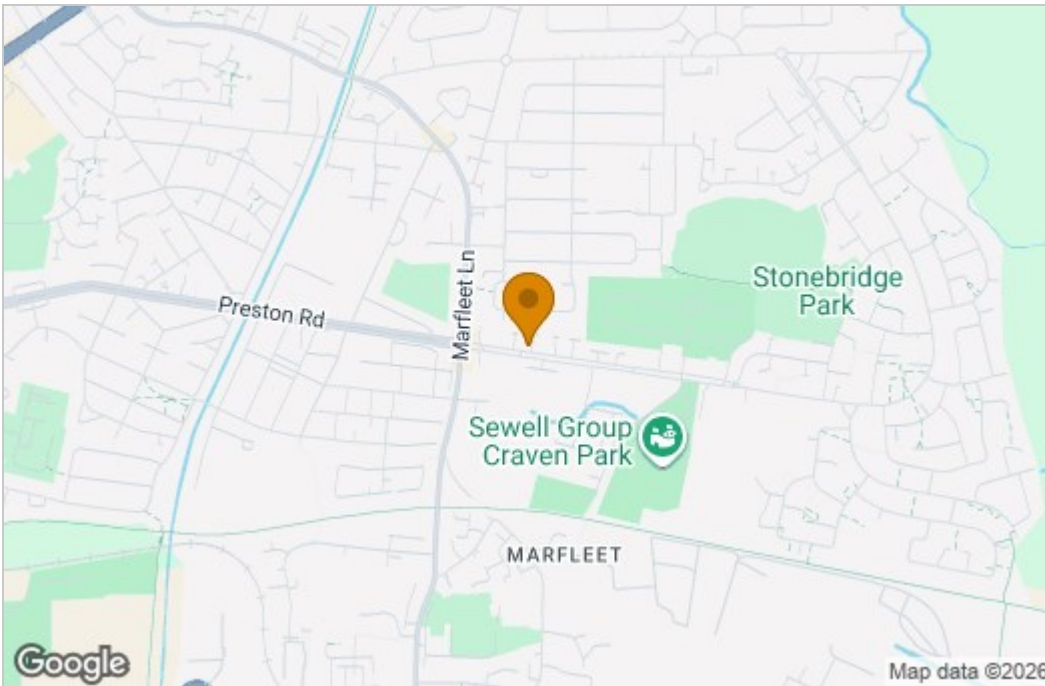 Preston Rd
Marfleet Ln
Stonebridge
Park
Sewell Group
Craven Park
MARFLEET
Google
Map data ©2026